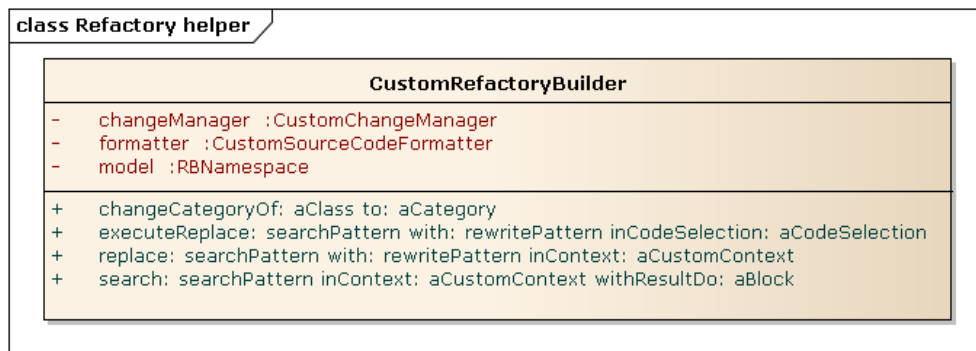 class Refactory helper
CustomRefactoryBuilder
- changeManager :CustomChangeManager
- formatter :CustomSourceCodeFormatter
- model :RBNamespace
+ changeCategoryOf: aClass to: aCategory
+ executeReplace: searchPattern with: rewritePattern inCodeSelection: aCodeSelection
+ replace: searchPattern with: rewritePattern inContext: aCustomContext
+ search: searchPattern inContext: aCustomContext withResultDo: aBlock